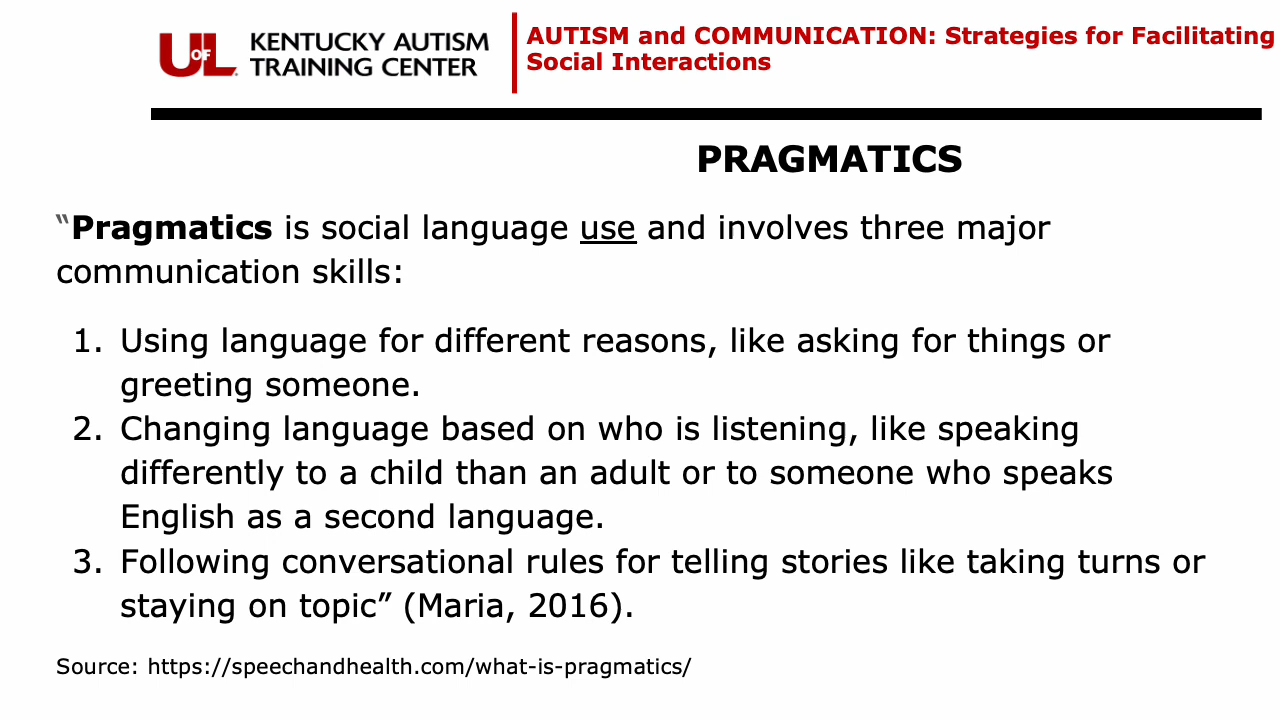 UofL KENTUCKY AUTISM
TRAINING CENTER
AUTISM and COMMUNICATION: Strategies for Facilitating
Social Interactions
PRAGMATICS
“Pragmatics is social language use and involves three major
communication skills:
1. Using language for different reasons, like asking for things or
greeting someone.
2. Changing language based on who is listening, like speaking
differently to a child than an adult or to someone who speaks
English as a second language.
3. Following conversational rules for telling stories like taking turns or
staying on topic” (Maria, 2016).
Source: https://speechandhealth.com/what-is-pragmatics/